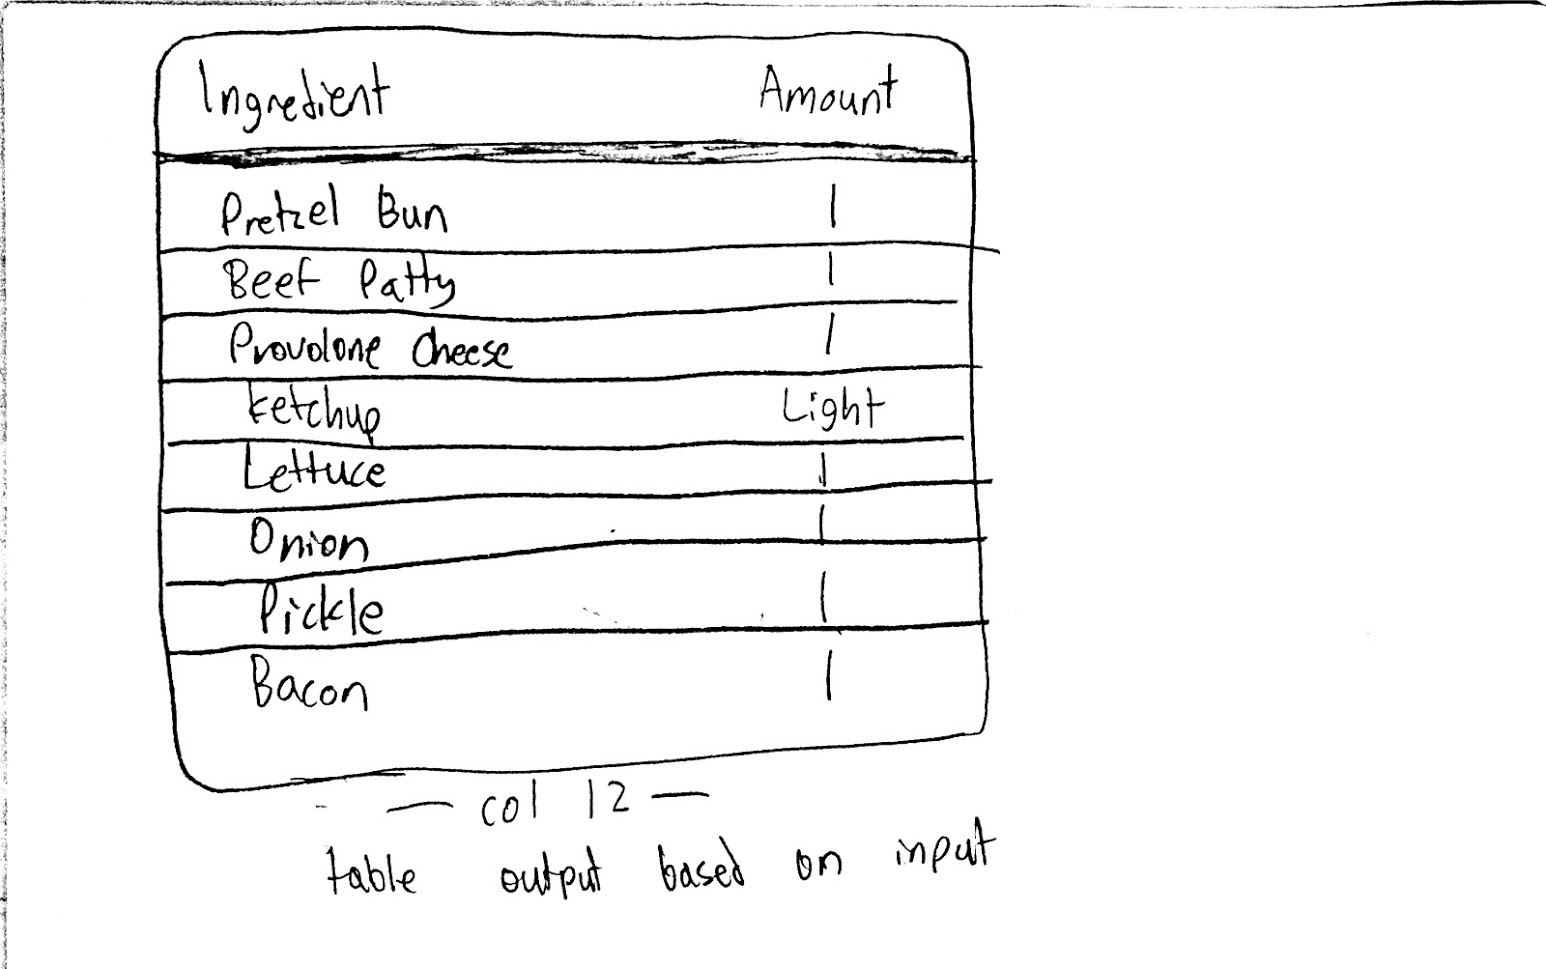 Ingredient Amount
Pretzel Bun 1
Beef Patty 1
Provolone Cheese 1
ketchup Light
Lettuce 1
Onion 1
Pickle 1
Bacon 1
— col 12 —
table output based on input